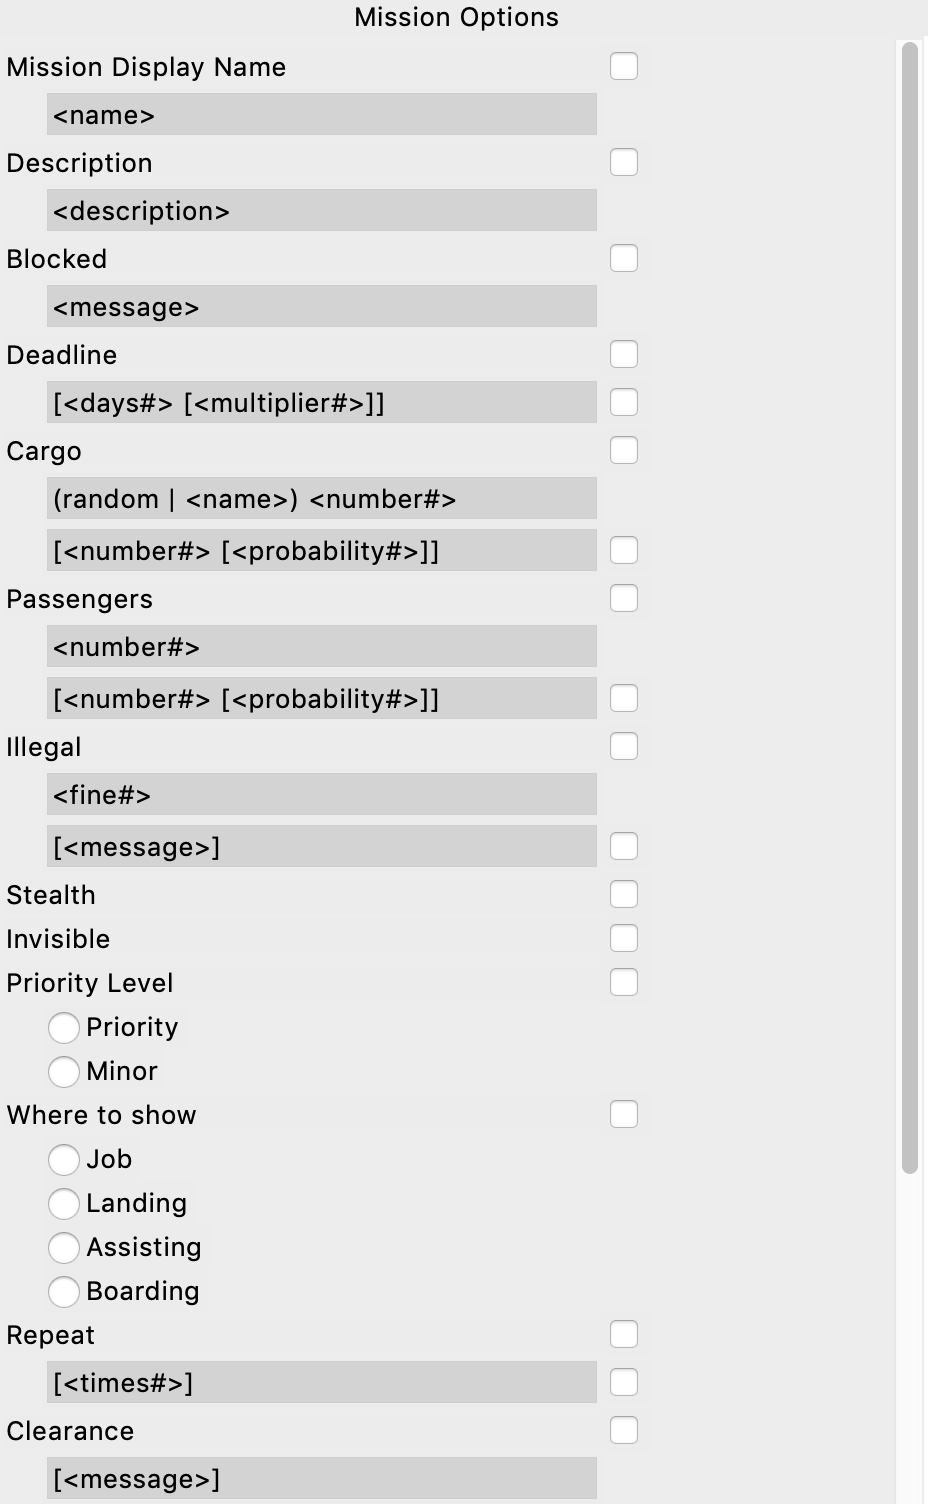 Mission Options
Mission Display Name
<name>
Description
<description>
Blocked
<message>
Deadline
[<days#> [<multiplier#>]]
Cargo
(random | <name>) <number#>
[<number#> [<probability#>]]
Passengers
<number#>
[<number#> [<probability#>]]
Illegal
<fine#>
[<message>]
Stealth
Invisible
Priority Level
Priority
Minor
Where to show
Job
Landing
Assisting
Boarding
Repeat
[<times#>]
Clearance
[<message>]